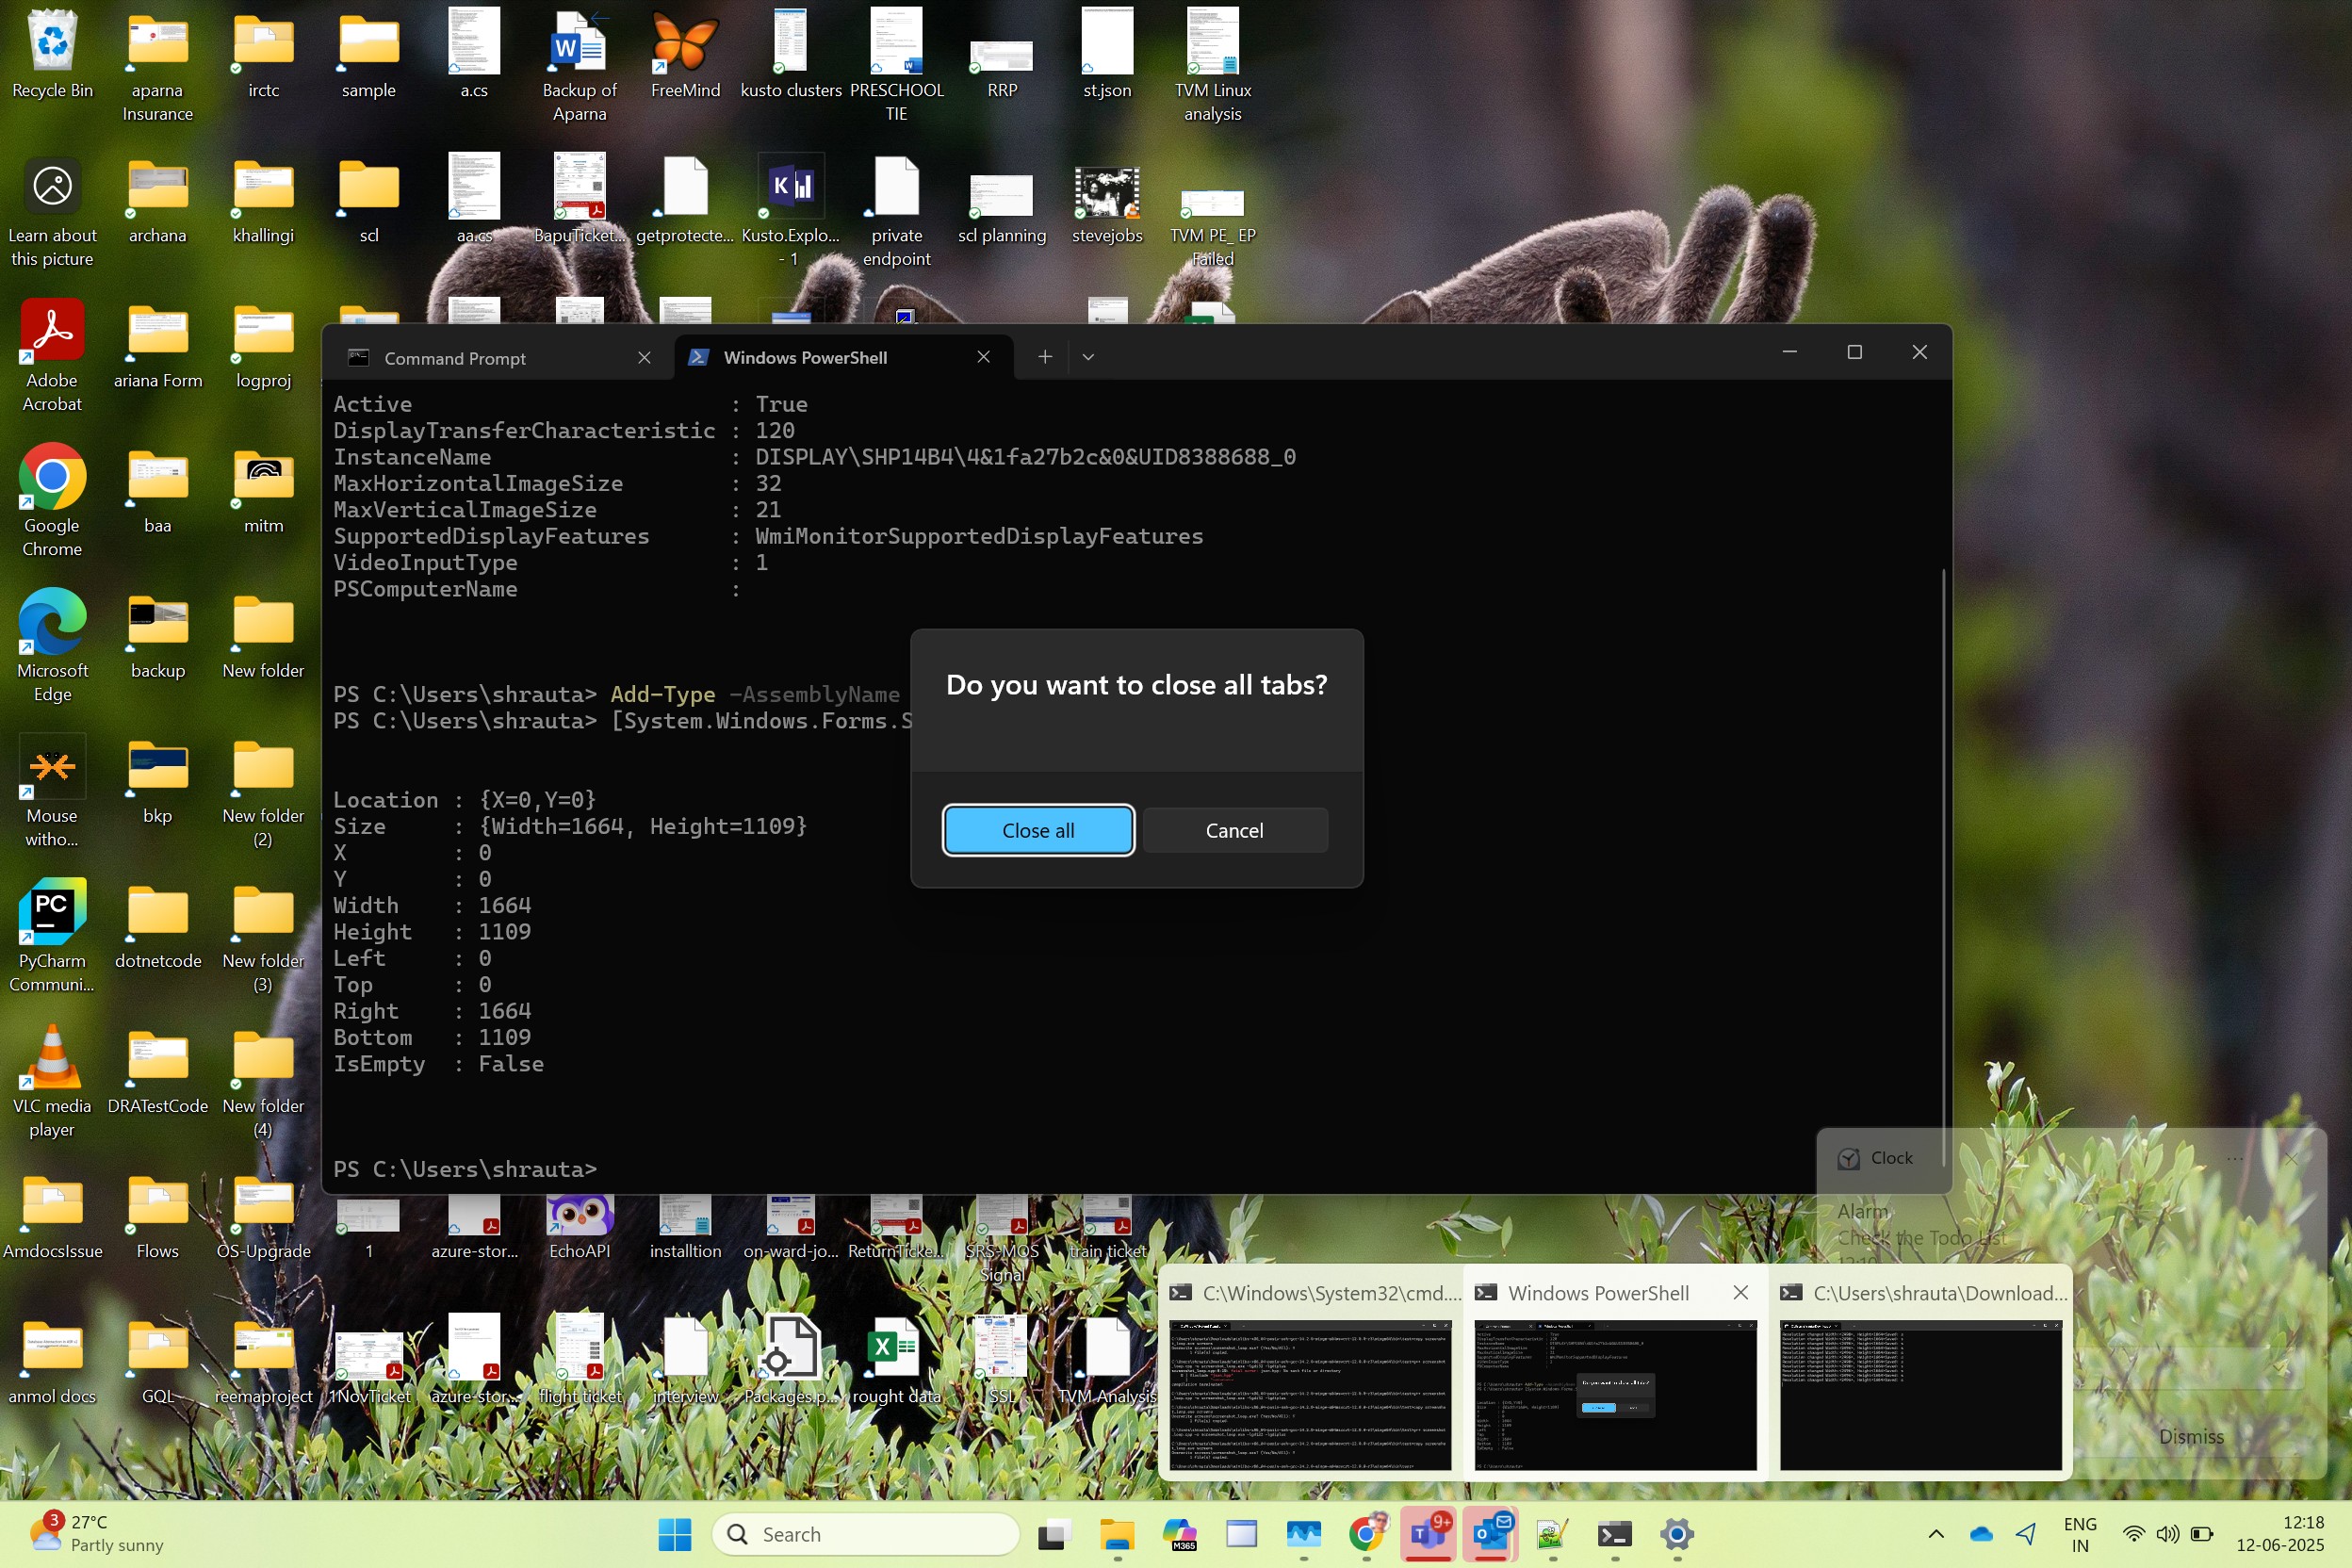 Recycle Bin
aparna Insurance
irctc
sample
a.cs
Backup of Aparna
FreeMind
kusto clusters
PRESCHOOL TIE
RRP
st.json
TVM Linux analysis
Learn about this picture
archana
khallingi
scl
aa.cs
BapuTicket...
getprotecte...
Kusto.Explo... - 1
private endpoint
scl planning
stevejobs
TVM PE_ EP Failed
Adobe Acrobat
ariana Form
logproj
Google Chrome
baa
mitm
Microsoft Edge
backup
New folder
Mouse witho...
bkp
New folder (2)
PyCharm Communi...
dotnetcode
New folder (3)
VLC media player
DRATestCode
New folder (4)
AmdocsIssue
Flows
OS-Upgrade
1
azure-stor...
EchoAPI
installtion
on-ward-jo...
ReturnTicke...
SRS-MOS Signal
train ticket
anmol docs
GQL
reemaproject
1NovTicket
azure-stor...
flight ticket
interview
Packages.p...
rought data
SSL
TVM Analysis
Command Prompt
Windows PowerShell
Active : True
DisplayTransferCharacteristic : 120
InstanceName : DISPLAY\SHP14B4\4&1fa27b2c&0&UID8388688_0
MaxHorizontalImageSize : 32
MaxVerticalImageSize : 21
SupportedDisplayFeatures : WmiMonitorSupportedDisplayFeatures
VideoInputType : 1
PSComputerName :
PS C:\Users\shrauta> Add-Type -AssemblyName
PS C:\Users\shrauta> [System.Windows.Forms.S
Location : {X=0,Y=0}
Size : {Width=1664, Height=1109}
X : 0
Y : 0
Width : 1664
Height : 1109
Left : 0
Top : 0
Right : 1664
Bottom : 1109
IsEmpty : False
PS C:\Users\shrauta>
Do you want to close all tabs?
Close all
Cancel
Clock
Alarm
Check the Todo List
C:\Windows\System32\cmd....
Windows PowerShell
C:\Users\shrauta\Download...
Dismiss
3
27°C
Partly sunny
Search
M365
9+
ENG
IN
12:18
12-06-2025